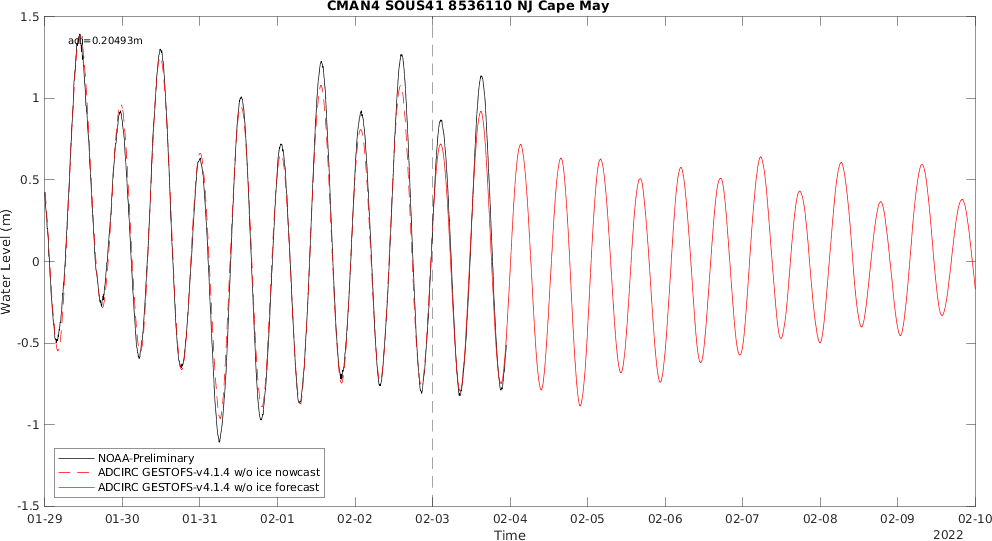 CMAN4 SOUS41 8536110 NJ Cape May
adj=0.20493m
1.5
1
0.5
0
-0.5
-1
-1.5
Water Level (m)
NOAA-Preliminary
ADCIRC GESTOFS-v4.1.4 w/o ice nowcast
ADCIRC GESTOFS-v4.1.4 w/o ice forecast
01-29 01-30 01-31 02-01 02-02 02-03 02-04 02-05 02-06 02-07 02-08 02-09 02-10
Time
2022